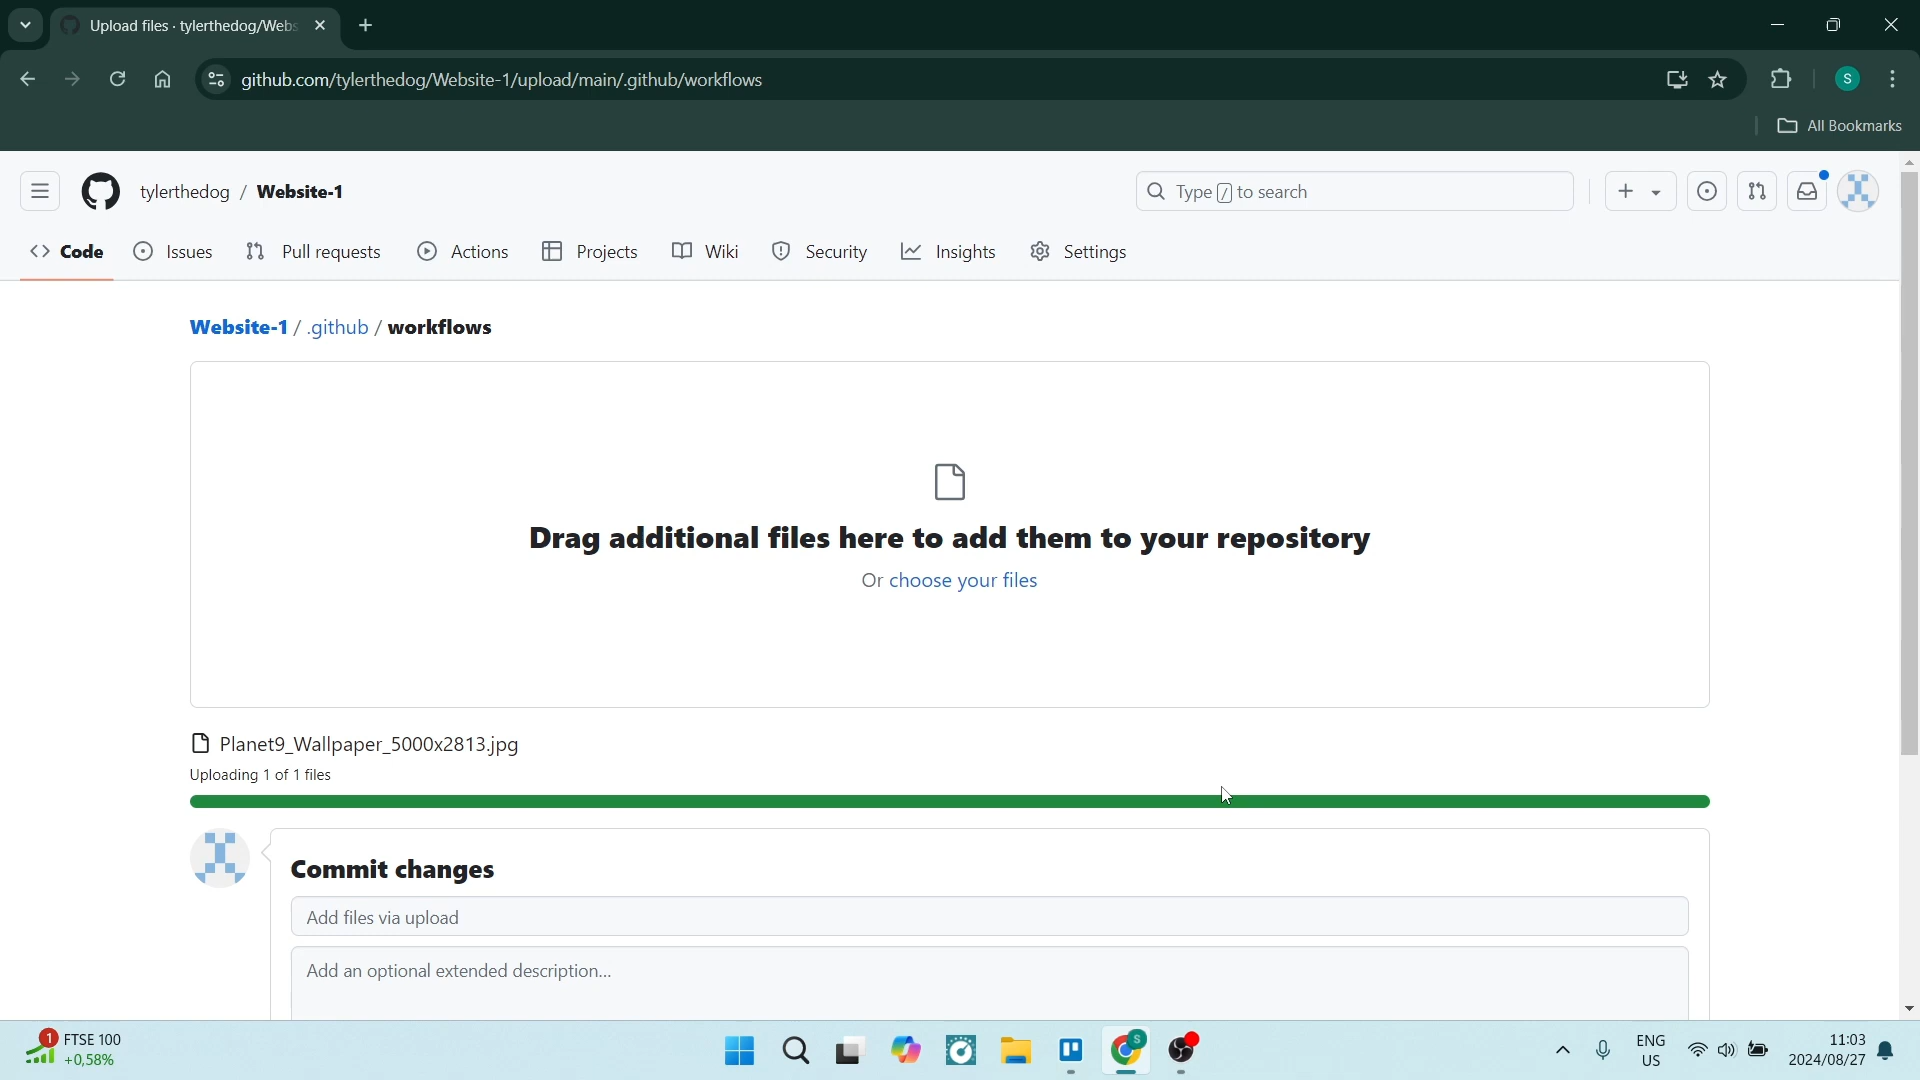 Upload files · tylerthedog/Webs
github.com/tylerthedog/Website-1/upload/main/.github/workflows
S
All Bookmarks
tylerthedog / Website-1
Type / to search
Code
Issues
Pull requests
Actions
Projects
Wiki
Security
Insights
Settings
Website-1 / .github / workflows
Drag additional files here to add them to your repository
Or choose your files
Planet9_Wallpaper_5000x2813.jpg
Uploading 1 of 1 files
Commit changes
Add files via upload
Add an optional extended description...
1
FTSE 100
+0,58%
S
ENG
US
11:03
2024/08/27